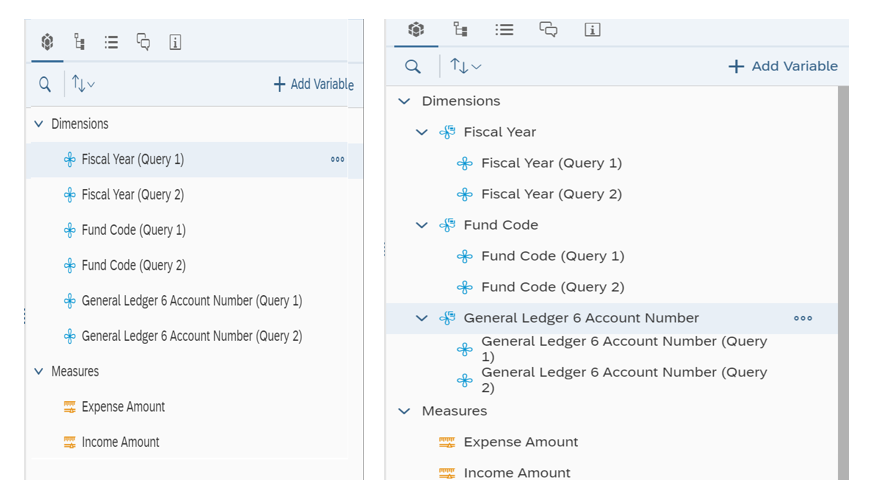 Add Variable
Dimensions
Fiscal Year (Query 1)
Fiscal Year (Query 2)
Fund Code (Query 1)
Fund Code (Query 2)
General Ledger 6 Account Number (Query 1)
General Ledger 6 Account Number (Query 2)
Measures
Expense Amount
Income Amount
Add Variable
Dimensions
Fiscal Year
Fiscal Year (Query 1)
Fiscal Year (Query 2)
Fund Code
Fund Code (Query 1)
Fund Code (Query 2)
General Ledger 6 Account Number
General Ledger 6 Account Number (Query
1)
General Ledger 6 Account Number (Query
2)
Measures
Expense Amount
Income Amount